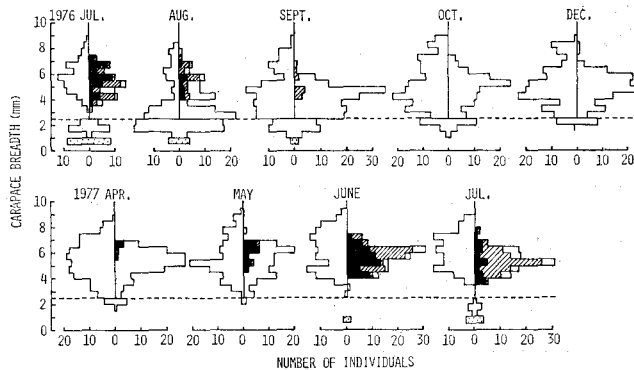 1976 JUL. AUG. SEPT. OCT. DEC.
CARAPACE BREADTH (mm)
10
8
6
4
2
0
10 0 10 20 10 0 10 20 20 10 0 10 20 30 20 10 0 10 20 20 10 0 10 20
1977 APR. MAY JUNE JUL.
10
8
6
4
2
0
20 10 0 10 20 20 10 0 10 20 10 0 10 20 30 10 0 10 20 30
NUMBER OF INDIVIDUALS